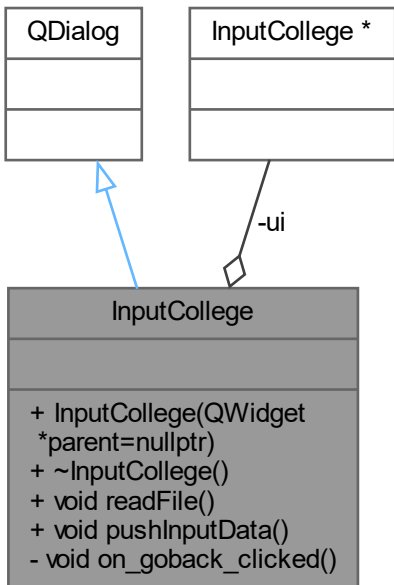 QDialog
InputCollege *
-ui
InputCollege
+ InputCollege(QWidget
*parent=nullptr)
+ ~InputCollege()
+ void readFile()
+ void pushInputData()
- void on_goback_clicked()